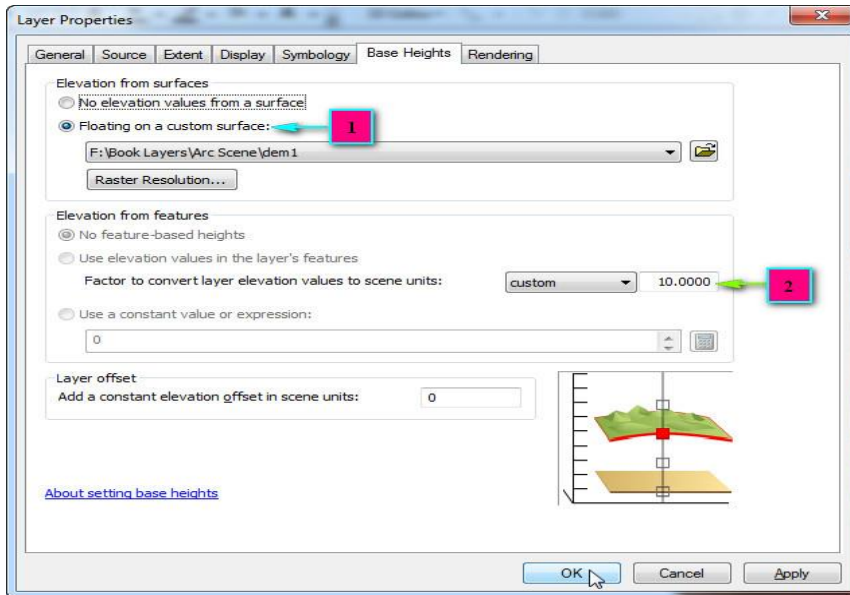 Layer Properties
General Source Extent Display Symbology Base Heights Rendering
Elevation from surfaces
No elevation values from a surface
Floating on a custom surface:
1
F:\Book Layers\Arc Scene\dem1
Raster Resolution...
Elevation from features
No feature-based heights
Use elevation values in the layer's features
Factor to convert layer elevation values to scene units: custom 10.0000
2
Use a constant value or expression:
0
Layer offset
Add a constant elevation offset in scene units: 0
About setting base heights
OK Cancel Apply